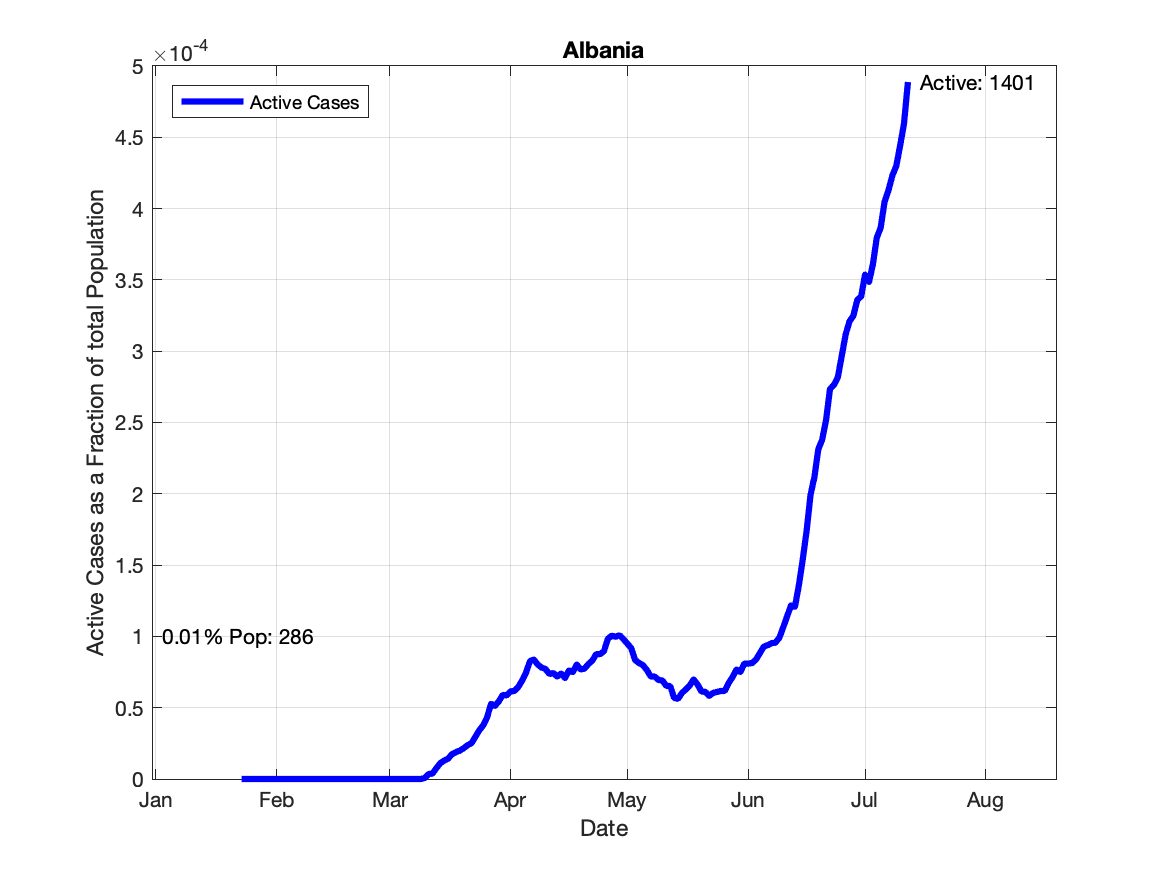 Albania
×10-4
Active Cases
Active: 1401
5
4.5
4
3.5
3
2.5
2
1.5
1
0.5
0
Active Cases as a Fraction of total Population
0.01% Pop: 286
Jan Feb Mar Apr May Jun Jul Aug
Date